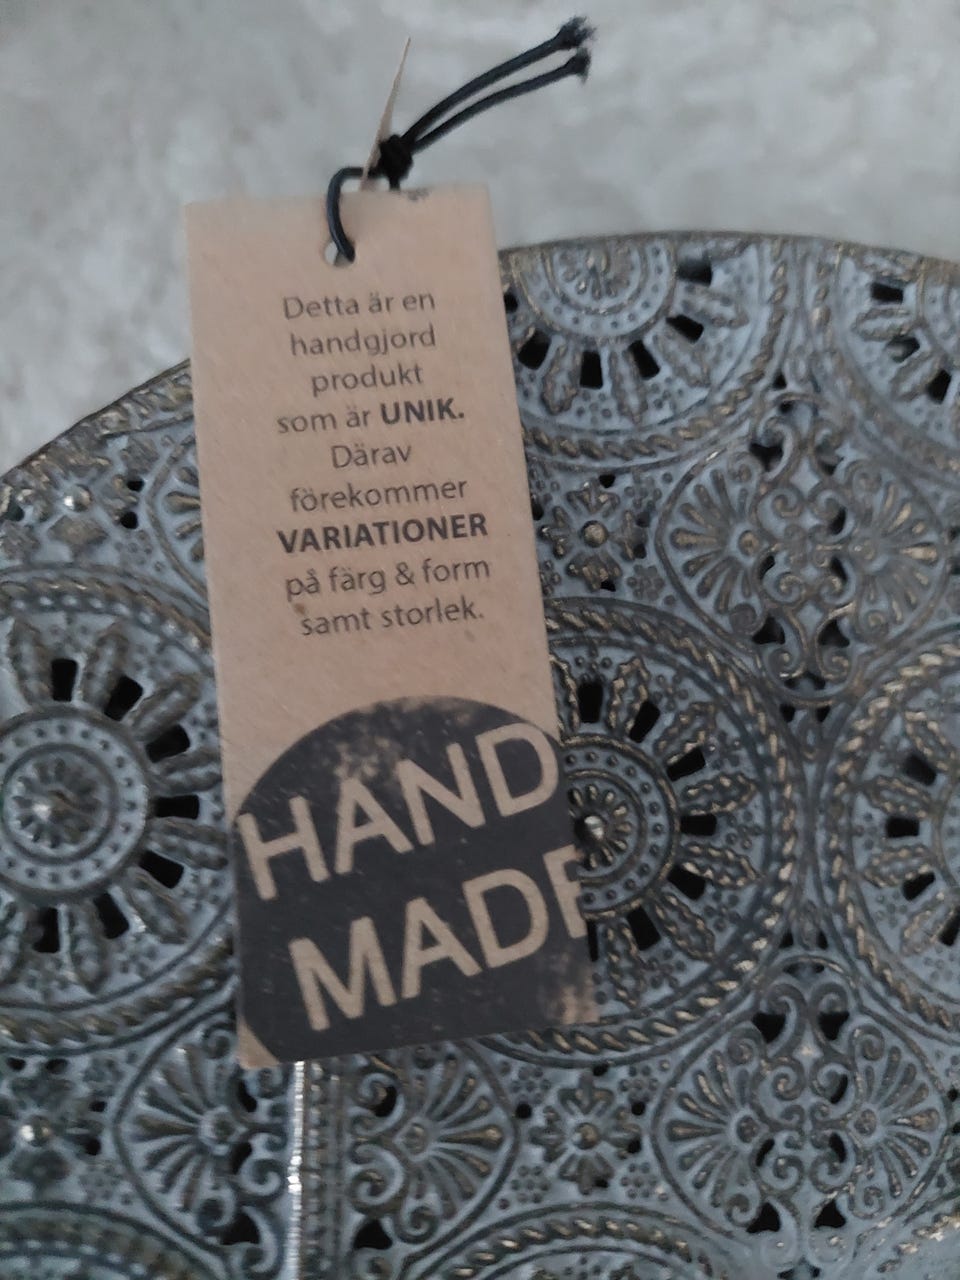 Detta är en
handgjord
produkt
som är UNIK.
Därav
förekommer
VARIATIONER
på färg & form
samt storlek.
HAND
MADE